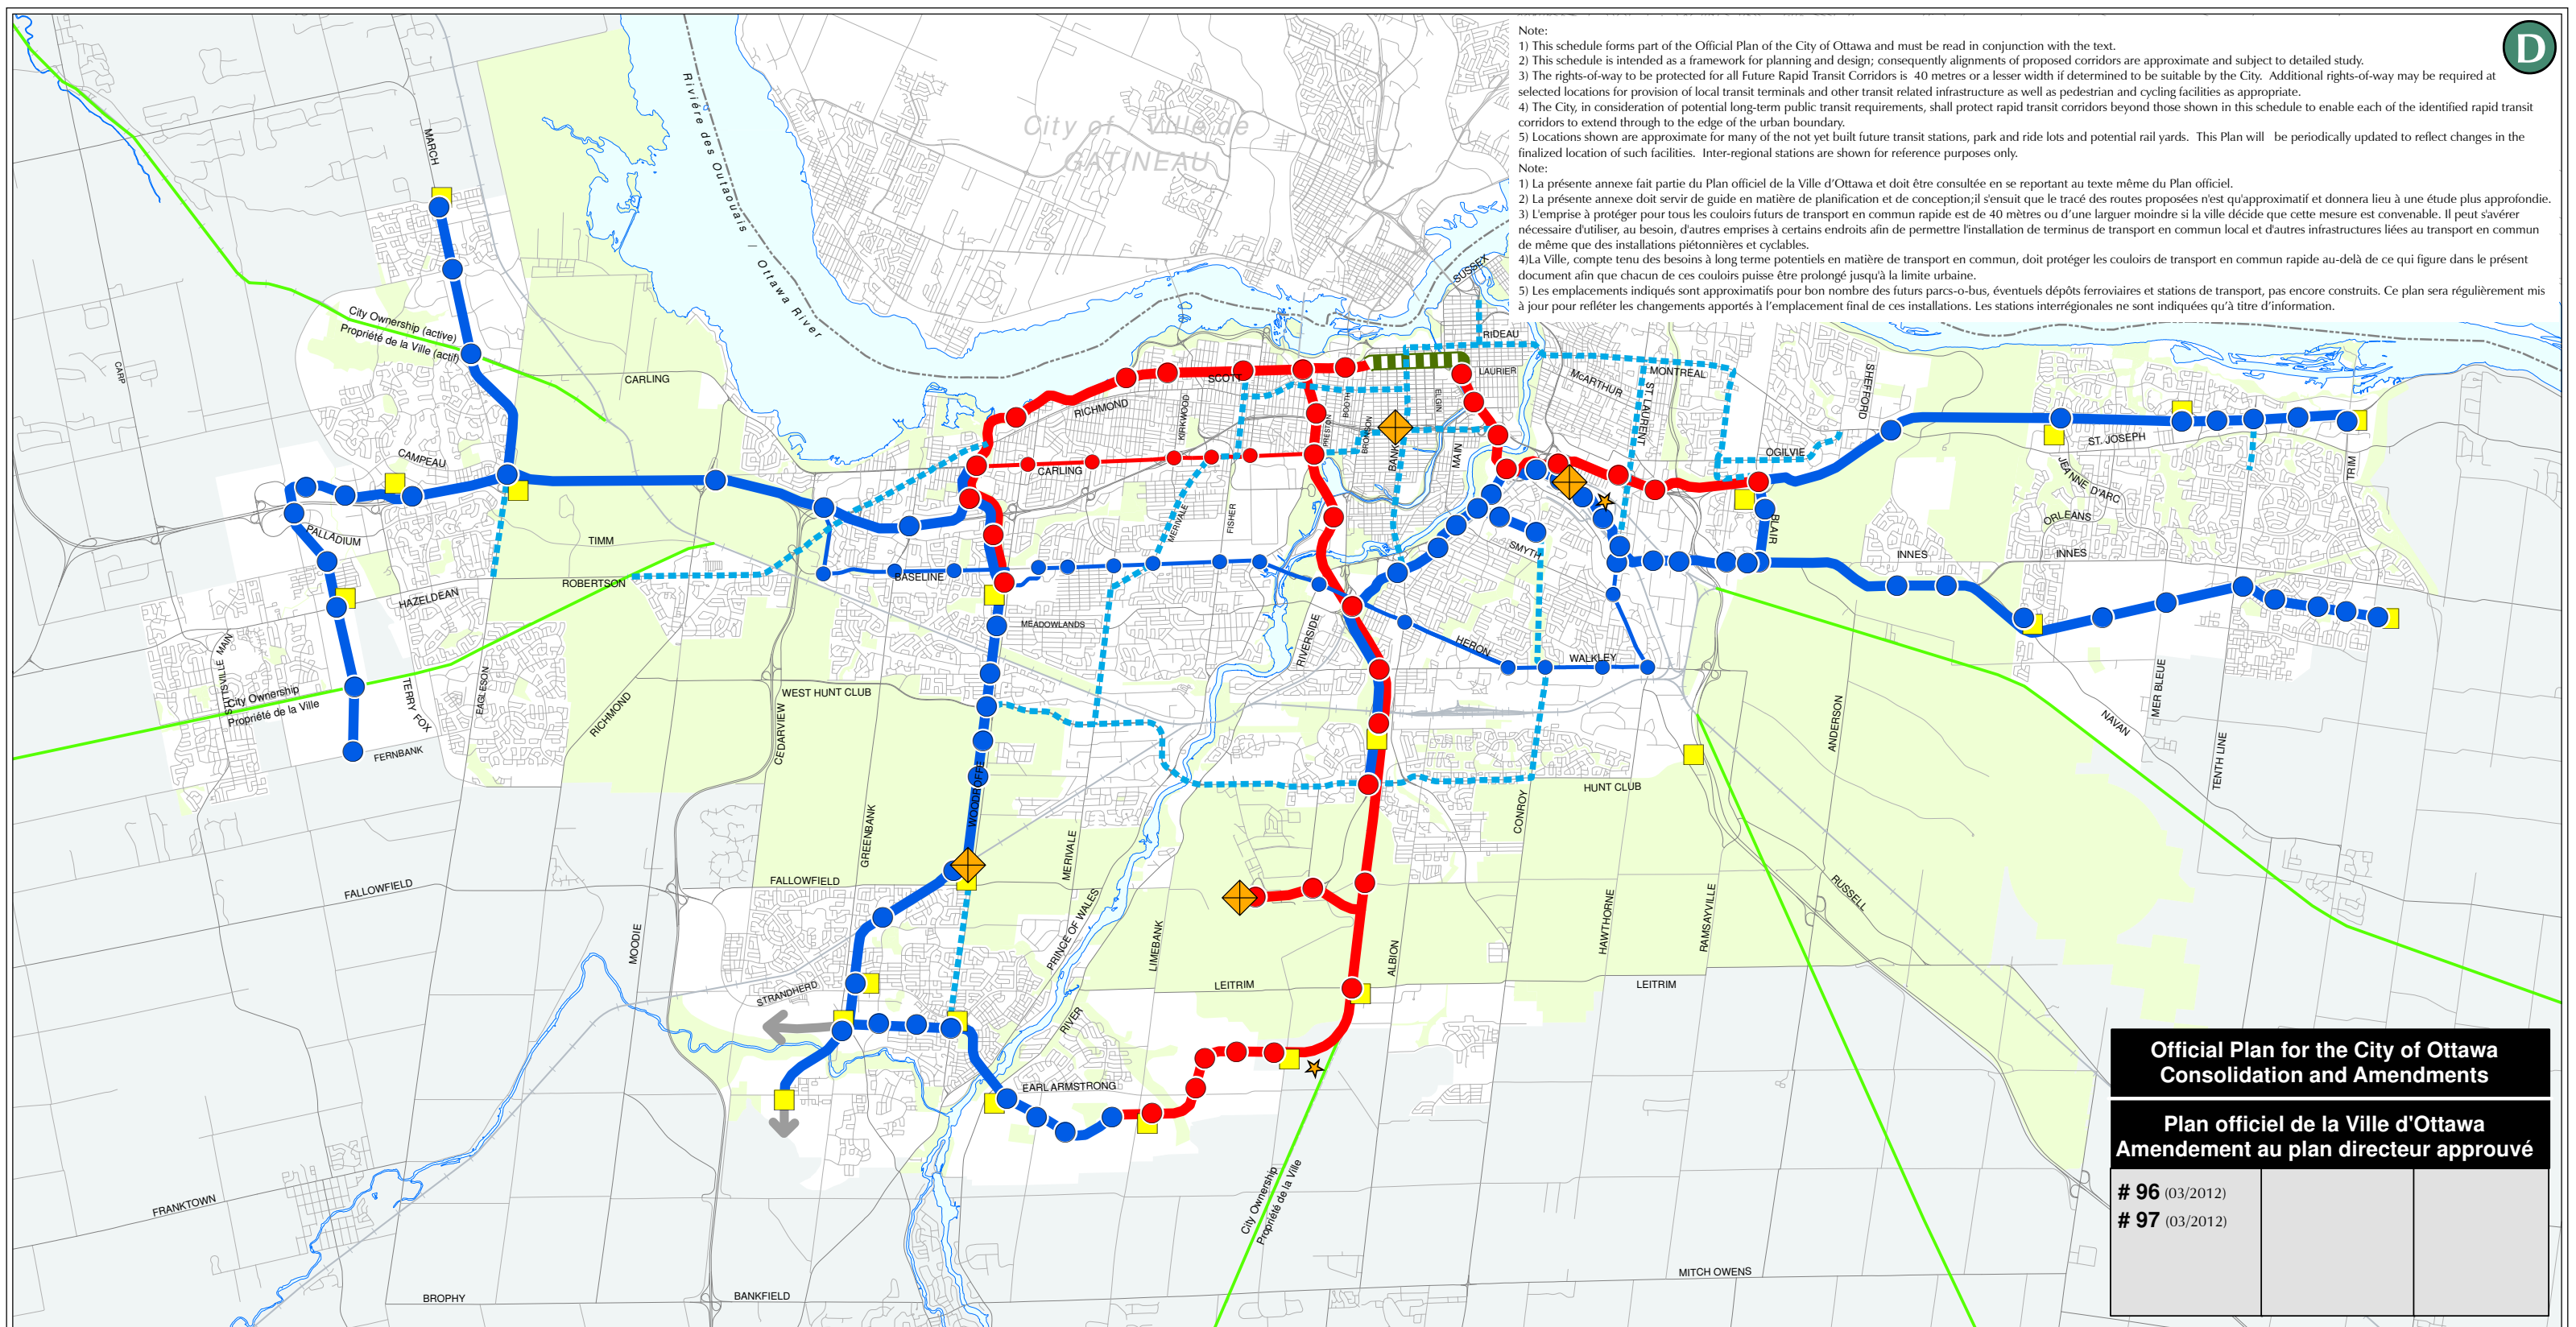 D
Note:
1) This schedule forms part of the Official Plan of the City of Ottawa and must be read in conjunction with the text.
2) This schedule is intended as a framework for planning and design; consequently alignments of proposed corridors are approximate and subject to detailed study.
3) The rights-of-way to be protected for all Future Rapid Transit Corridors is 40 metres or a lesser width if determined to be suitable by the City. Additional rights-of-way may be required at
selected locations for provision of local transit terminals and other transit related infrastructure as well as pedestrian and cycling facilities as appropriate.
4) The City, in consideration of potential long-term public transit requirements, shall protect rapid transit corridors beyond those shown in this schedule to enable each of the identified rapid transit
corridors to extend through to the edge of the urban boundary.
5) Locations shown are approximate for many of the not yet built future transit stations, park and ride lots and potential rail yards. This Plan will be periodically updated to reflect changes in the
finalized location of such facilities. Inter-regional stations are shown for reference purposes only.
Note:
1) La présente annexe fait partie du Plan officiel de la Ville d'Ottawa et doit être consultée en se reportant au texte même du Plan officiel.
2) La présente annexe doit servir de guide en matière de planification et de conception;il s'ensuit que le tracé des routes proposées n'est qu'approximatif et donnera lieu à une étude plus approfondie.
3) L'emprise à protéger pour tous les couloirs futurs de transport en commun rapide est de 40 mètres ou d'une larguer moindre si la ville décide que cette mesure est convenable. Il peut s'avérer
nécessaire d'utiliser, au besoin, d'autres emprises à certains endroits afin de permettre l'installation de terminus de transport en commun local et d'autres infrastructures liées au transport en commun
de même que des installations piétonnières et cyclables.
4)La Ville, compte tenu des besoins à long terme potentiels en matière de transport en commun, doit protéger les couloirs de transport en commun rapide au-delà de ce qui figure dans le présent
document afin que chacun de ces couloirs puisse être prolongé jusqu'à la limite urbaine.
5) Les emplacements indiqués sont approximatifs pour bon nombre des futurs parcs-o-bus, éventuels dépôts ferroviaires et stations de transport, pas encore construits. Ce plan sera régulièrement mis
à jour pour refléter les changements apportés à l'emplacement final de ces installations. Les stations interrégionales ne sont indiquées qu'à titre d'information.
City of / Ville de
GATINEAU
Rivière des Outaouais / Ottawa River
MARCH
City Ownership (active)
Propriété de la Ville (actif)
CARP
CARLING
CAMPEAU
PALLADIUM
TIMM
ROBERTSON
HAZELDEAN
STITTSVILLE MAIN
City Ownership
Propriété de la Ville
TERRY FOX
EAGLESON
RICHMOND
FERNBANK
SUSSEX
RIDEAU
LAURIER
SCOTT
RICHMOND
KIRKWOOD
PRESTON
BOOTH
BRONSON
BANK
ELGIN
MAIN
McARTHUR
ST. LAURENT
MONTREAL
SHEFFORD
OGILVIE
BLAIR
ST. JOSEPH
JEANNE D'ARC
ORLEANS
TRIM
INNES
INNES
CARLING
MERIVALE
FISHER
BASELINE
MEADOWLANDS
SMYTH
RIVERSIDE
HERON
WALKLEY
WEST HUNT CLUB
CEDARVIEW
WOODROFFE
GREENBANK
MERIVALE
HUNT CLUB
CONROY
ANDERSON
MER BLEUE
NAVAN
TENTH LINE
RUSSELL
RAMSAYVILLE
HAWTHORNE
FALLOWFIELD
FALLOWFIELD
MOODIE
PRINCE OF WALES
LIMEBANK
ALBION
STRANDHERD
RIVER
LEITRIM
LEITRIM
EARL ARMSTRONG
City Ownership
Propriété de la Ville
FRANKTOWN
BROPHY
BANKFIELD
MITCH OWENS
Official Plan for the City of Ottawa
Consolidation and Amendments
Plan officiel de la Ville d'Ottawa
Amendement au plan directeur approuvé
# 96 (03/2012)
# 97 (03/2012)